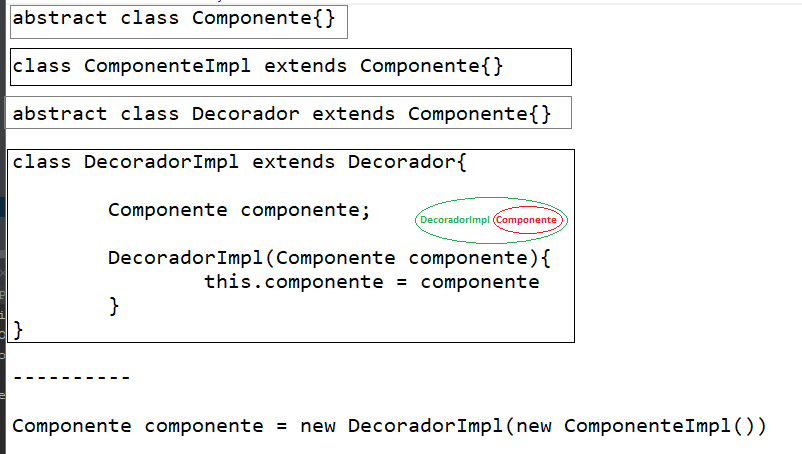 abstract class Componente{}
class ComponenteImpl extends Componente{}
abstract class Decorador extends Componente{}
class DecoradorImpl extends Decorador{
Componente componente;
DecoradorImpl Componente
DecoradorImpl(Componente componente){
this.componente = componente
}
}
----------
Componente componente = new DecoradorImpl(new ComponenteImpl())